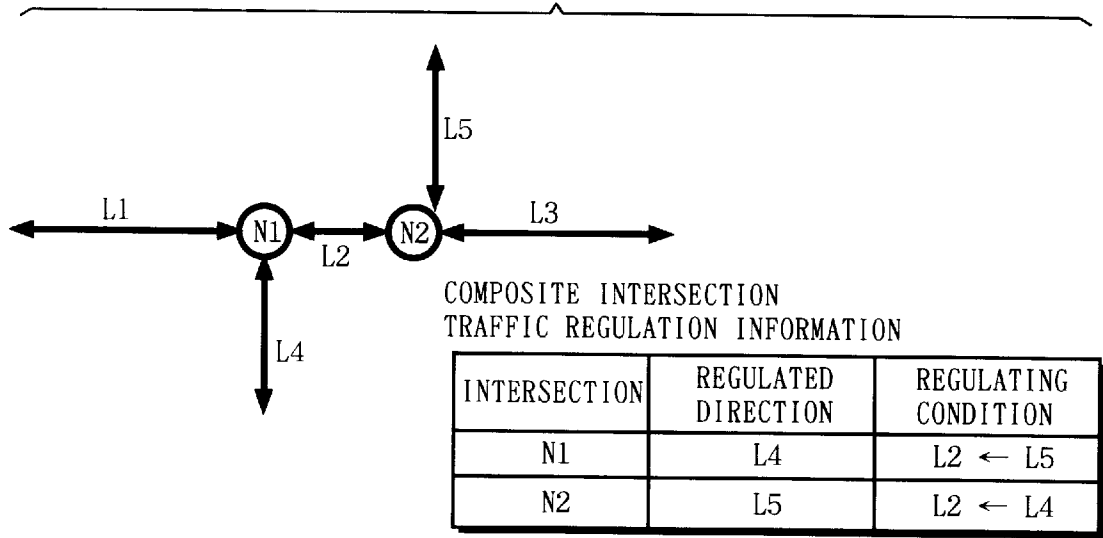 L5
L1
L3
N1
N2
L2
L4
COMPOSITE INTERSECTION
TRAFFIC REGULATION INFORMATION
INTERSECTION REGULATED DIRECTION REGULATING CONDITION
N1 L4 L2 ← L5
N2 L5 L2 ← L4